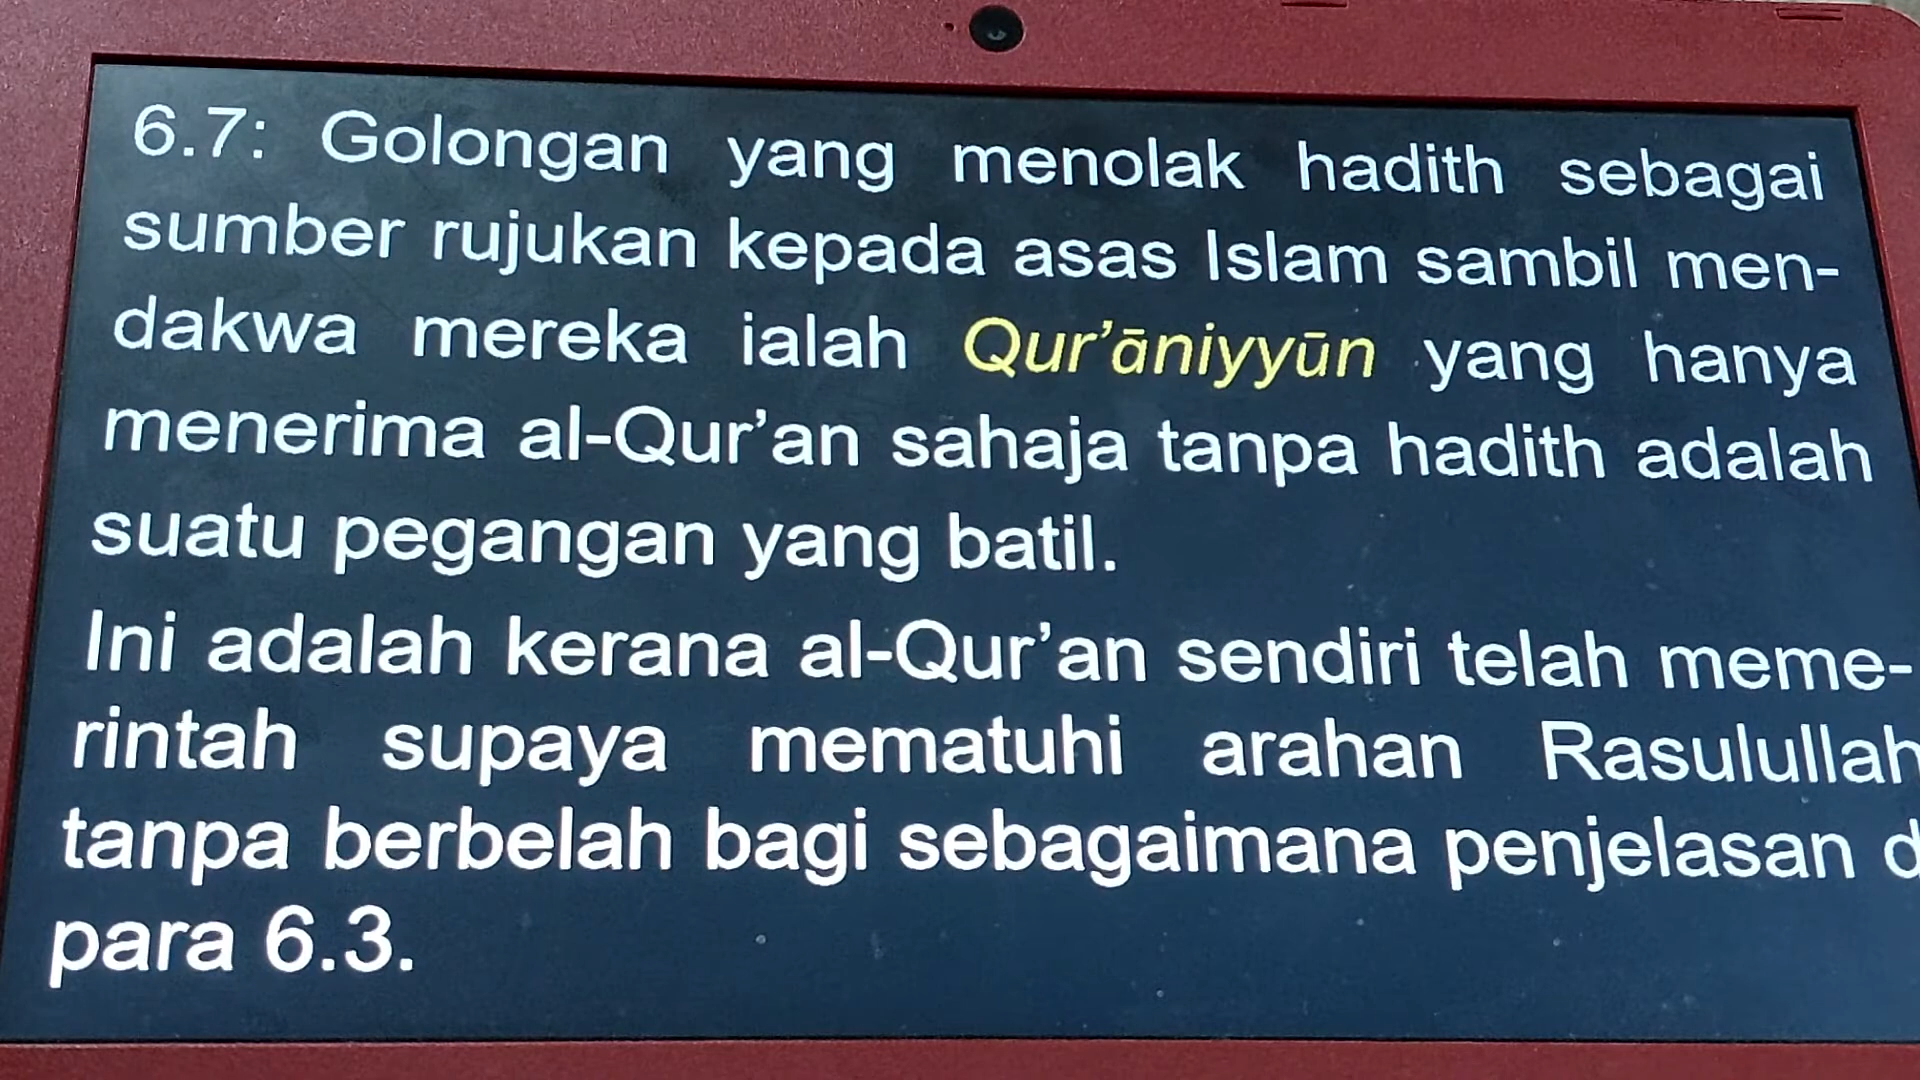 6.7: Golongan yang menolak hadith sebagai
sumber rujukan kepada asas Islam sambil men-
dakwa mereka ialah Qur’āniyyūn yang hanya
menerima al-Qur’an sahaja tanpa hadith adalah
suatu pegangan yang batil.
Ini adalah kerana al-Qur’an sendiri telah meme-
rintah supaya mematuhi arahan Rasulullah
tanpa berbelah bagi sebagaimana penjelasan
para 6.3.